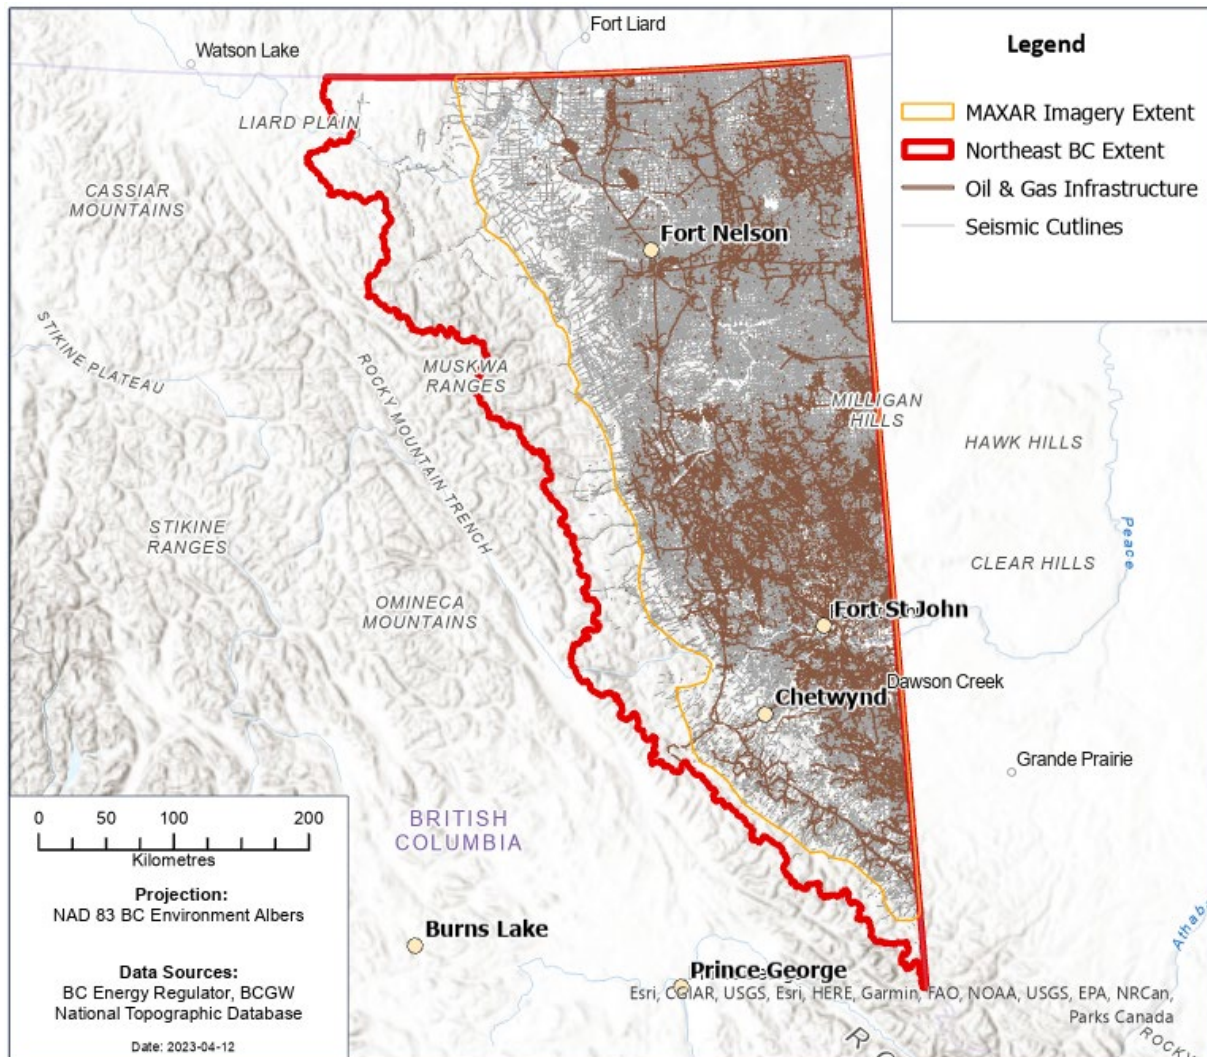 Fort Liard
Watson Lake
LIARD PLAIN
CASSIAR
MOUNTAINS
Fort Nelson
STIKINE PLATEAU
MUSKWA
RANGES
ROCKY MOUNTAIN TRENCH
MILLIGAN
HILLS
HAWK HILLS
Peace
STIKINE
RANGES
CLEAR HILLS
OMINECA
MOUNTAINS
Fort St John
Dawson Creek
Chetwynd
Grande Prairie
BRITISH
COLUMBIA
Burns Lake
Prince George
Athab
ROCKY
Legend
MAXAR Imagery Extent
Northeast BC Extent
Oil & Gas Infrastructure
Seismic Cutlines
0 50 100 200
Kilometres
Projection:
NAD 83 BC Environment Albers
Data Sources:
BC Energy Regulator, BCGW
National Topographic Database
Date: 2023-04-12
Esri, CGIAR, USGS, Esri, HERE, Garmin, FAO, NOAA, USGS, EPA, NRCan,
Parks Canada